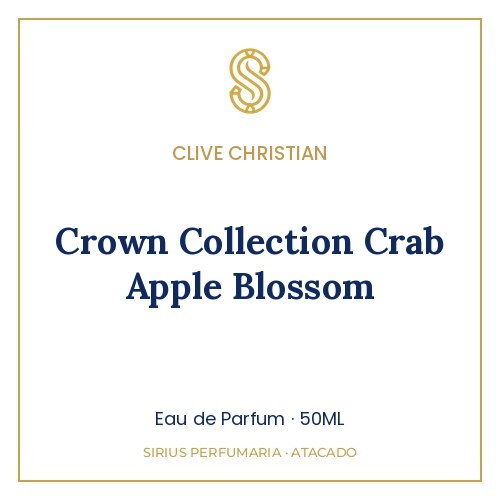 CLIVE CHRISTIAN
Crown Collection Crab
Apple Blossom
Eau de Parfum · 50ML
SIRIUS PERFUMARIA · ATACADO